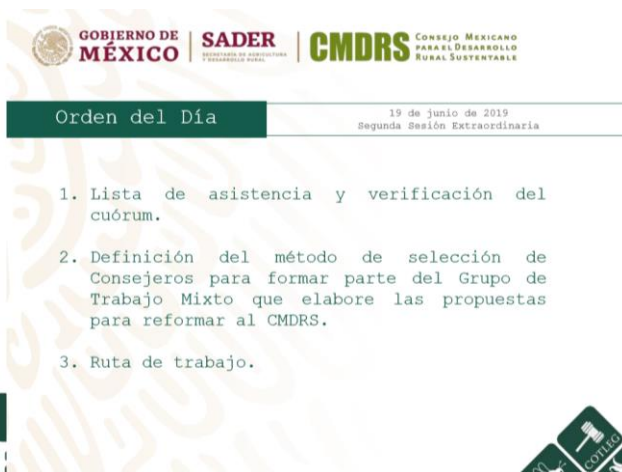 GOBIERNO DE
MÉXICO
SADER
SECRETARÍA DE AGRICULTURA
Y DESARROLLO RURAL
CMDRS
CONSEJO MEXICANO
PARA EL DESARROLLO
RURAL SUSTENTABLE
Orden del Día
19 de junio de 2019
Segunda Sesión Extraordinaria
1. Lista de asistencia y verificación del
cuórum.
2. Definición del método de selección de
Consejeros para formar parte del Grupo de
Trabajo Mixto que elabore las propuestas
para reformar al CMDRS.
3. Ruta de trabajo.
COTLEG